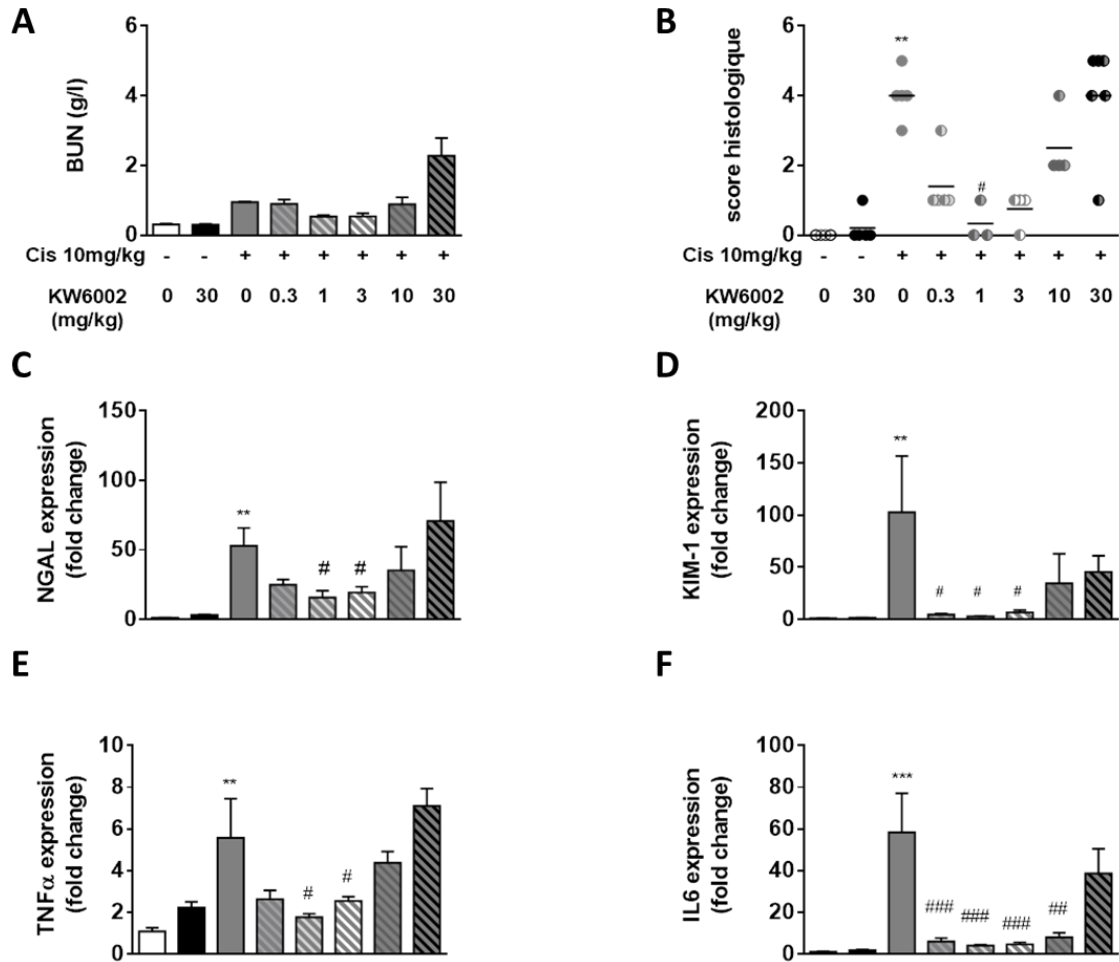 A
BUN (g/l)
6
4
2
0
Cis 10mg/kg - - + + + + + +
KW6002 0 30 0 0.3 1 3 10 30
(mg/kg)
B
score histologique
6
4
2
0
**
#
Cis 10mg/kg - - + + + + + +
KW6002 0 30 0 0.3 1 3 10 30
(mg/kg)
C
NGAL expression
(fold change)
150
100
50
0
**
# #
D
KIM-1 expression
(fold change)
200
150
100
50
0
**
# # #
E
TNFα expression
(fold change)
10
8
6
4
2
0
**
# #
F
IL6 expression
(fold change)
100
80
60
40
20
0
***
### ### ### ##